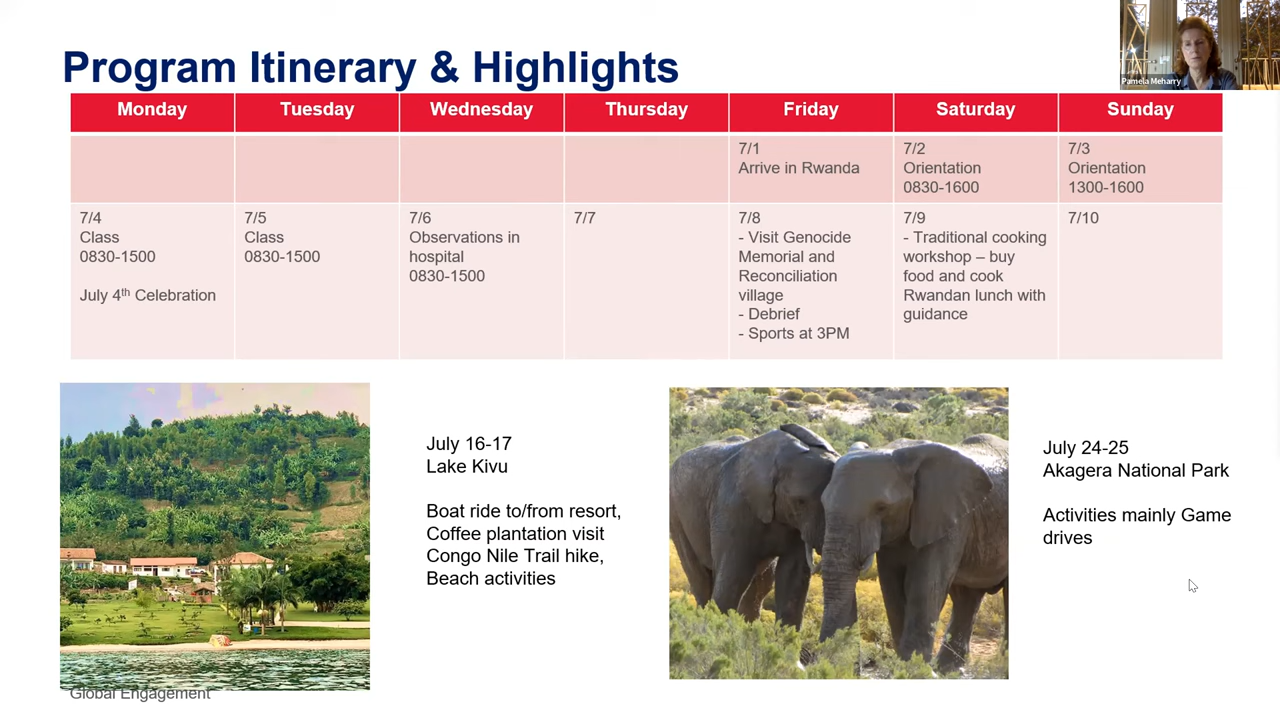 Program Itinerary & Highlights
Pamela Meharry
Monday
Tuesday
Wednesday
Thursday
Friday
Saturday
Sunday
7/1
Arrive in Rwanda
7/2
Orientation
0830-1600
7/3
Orientation
1300-1600
7/4
Class
0830-1500
July 4th Celebration
7/5
Class
0830-1500
7/6
Observations in
hospital
0830-1500
7/7
7/8
- Visit Genocide
Memorial and
Reconciliation
village
- Debrief
- Sports at 3PM
7/9
- Traditional cooking
workshop – buy
food and cook
Rwandan lunch with
guidance
7/10
July 16-17
Lake Kivu
Boat ride to/from resort,
Coffee plantation visit
Congo Nile Trail hike,
Beach activities
July 24-25
Akagera National Park
Activities mainly Game
drives
Global Engagement